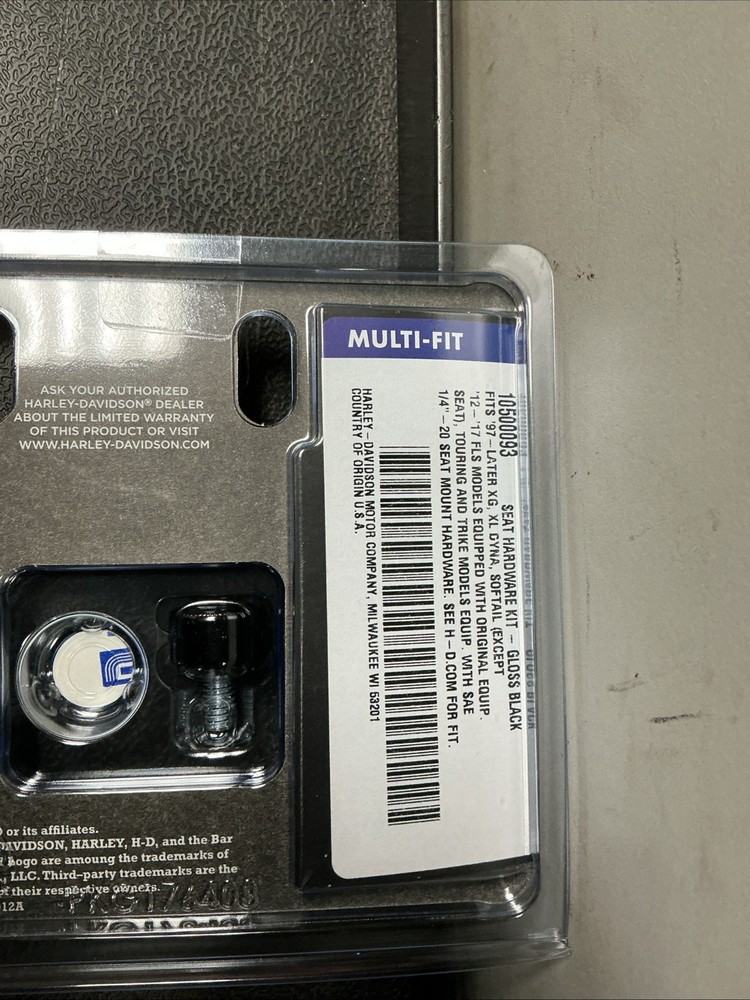 ASK YOUR AUTHORIZED
HARLEY-DAVIDSON® DEALER
ABOUT THE LIMITED WARRANTY
OF THIS PRODUCT OR VISIT
WWW.HARLEY-DAVIDSON.COM
MULTI-FIT
10500093 SEAT HARDWARE KIT – GLOSS BLACK
FITS '97–LATER XG, XL DYNA, SOFTAIL (EXCEPT
'12–'17 FLS MODELS EQUIPPED WITH ORIGINAL EQUIP.
SEAT), TOURING AND TRIKE MODELS EQUIP. WITH SAE
1/4"–20 SEAT MOUNT HARDWARE. SEE H–D.COM FOR FIT.
HARLEY–DAVIDSON MOTOR COMPANY, MILWAUKEE WI 53201
COUNTRY OF ORIGIN U.S.A.
or its affiliates.
DAVIDSON, HARLEY, H-D, and the Bar
Logo are amoung the trademarks of
, LLC. Third-party trademarks are the
of their respective owners.
12A